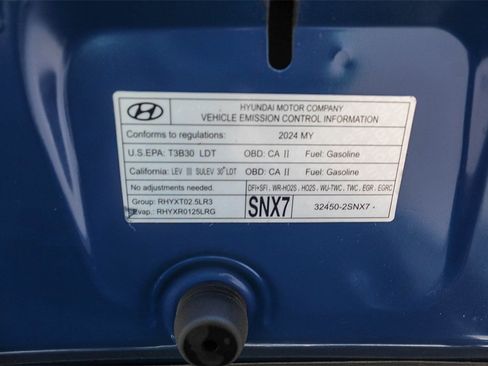 HYUNDAI MOTOR COMPANY
VEHICLE EMISSION CONTROL INFORMATION
Conforms to regulations: 2024 MY
U.S.EPA: T3B30 LDT OBD: CA II Fuel: Gasoline
California: LEV III SULEV 30 LDT OBD: CA II Fuel: Gasoline
No adjustments needed. DFI+SFI, WR-HO2S, HO2S, WU-TWC, TWC, EGR, EGRC
Group: RHYXT02.5LR3
Evap.: RHYXR0125LRG
SNX7 32450-2SNX7 -